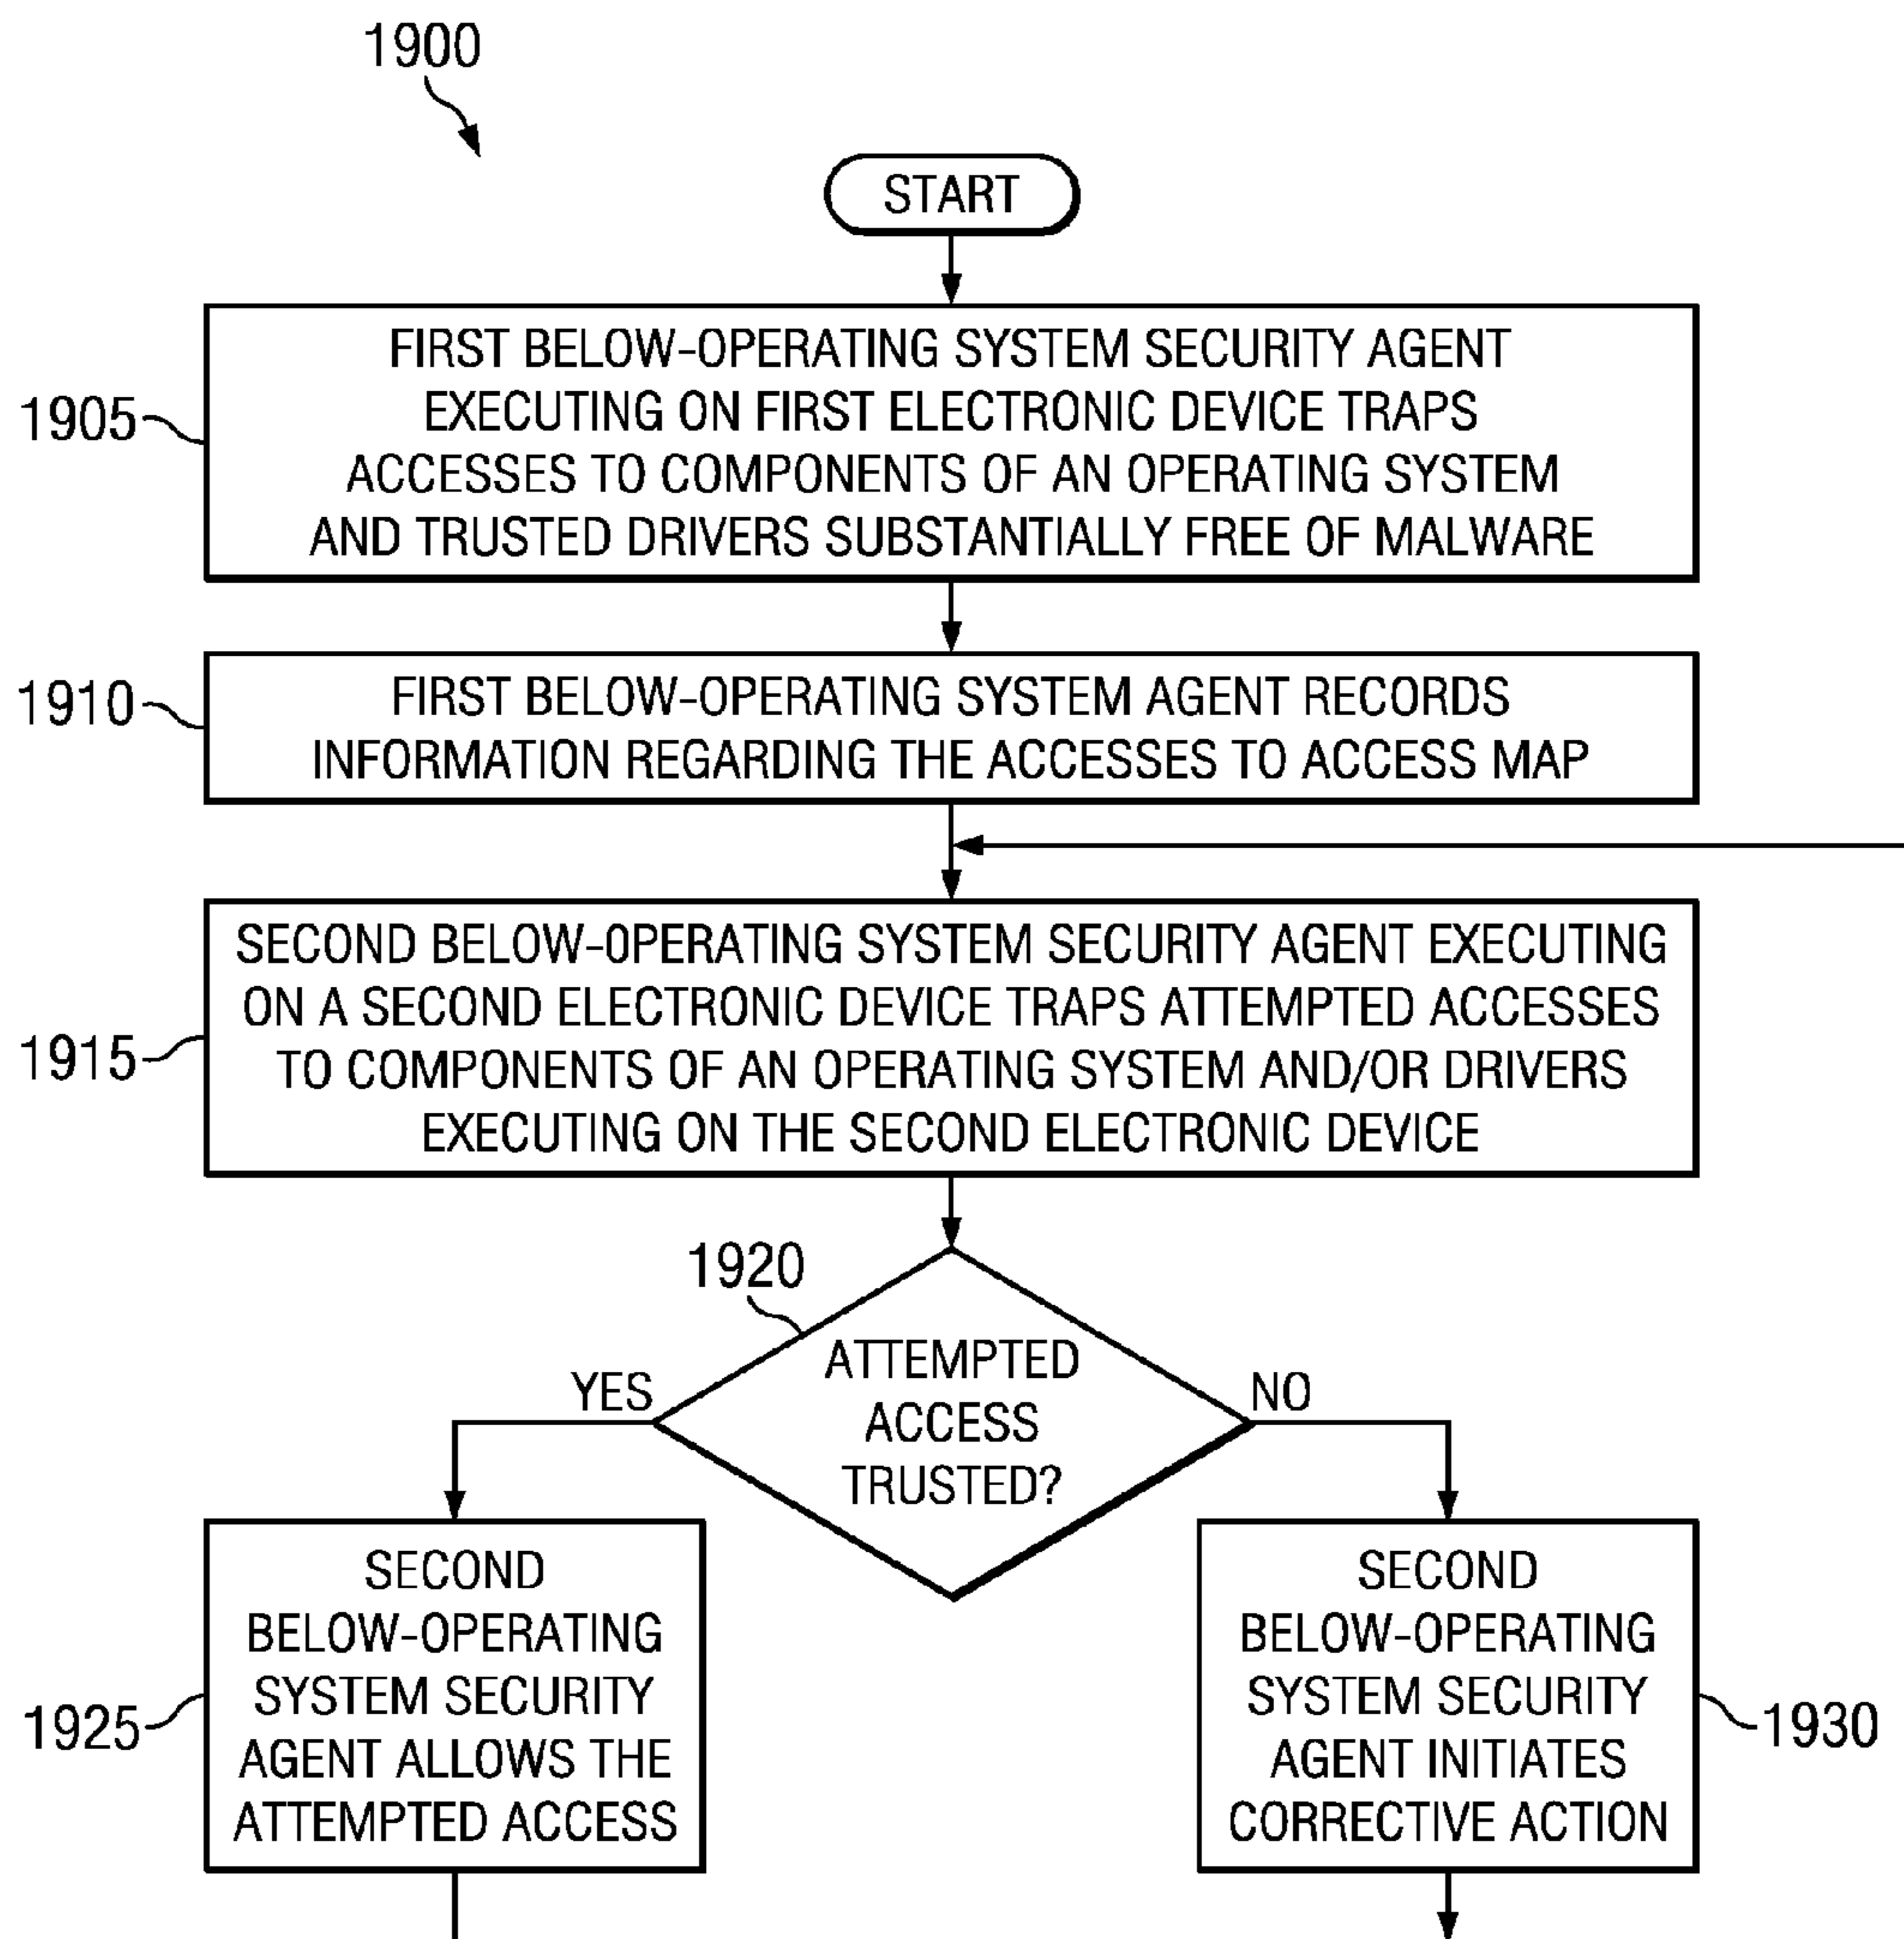 1900
START
1905
FIRST BELOW-OPERATING SYSTEM SECURITY AGENT
EXECUTING ON FIRST ELECTRONIC DEVICE TRAPS
ACCESSES TO COMPONENTS OF AN OPERATING SYSTEM
AND TRUSTED DRIVERS SUBSTANTIALLY FREE OF MALWARE
1910
FIRST BELOW-OPERATING SYSTEM AGENT RECORDS
INFORMATION REGARDING THE ACCESSES TO ACCESS MAP
1915
SECOND BELOW-OPERATING SYSTEM SECURITY AGENT EXECUTING
ON A SECOND ELECTRONIC DEVICE TRAPS ATTEMPTED ACCESSES
TO COMPONENTS OF AN OPERATING SYSTEM AND/OR DRIVERS
EXECUTING ON THE SECOND ELECTRONIC DEVICE
1920
ATTEMPTED
ACCESS
TRUSTED?
YES
NO
1925
SECOND
BELOW-OPERATING
SYSTEM SECURITY
AGENT ALLOWS THE
ATTEMPTED ACCESS
SECOND
BELOW-OPERATING
SYSTEM SECURITY
AGENT INITIATES
CORRECTIVE ACTION
1930